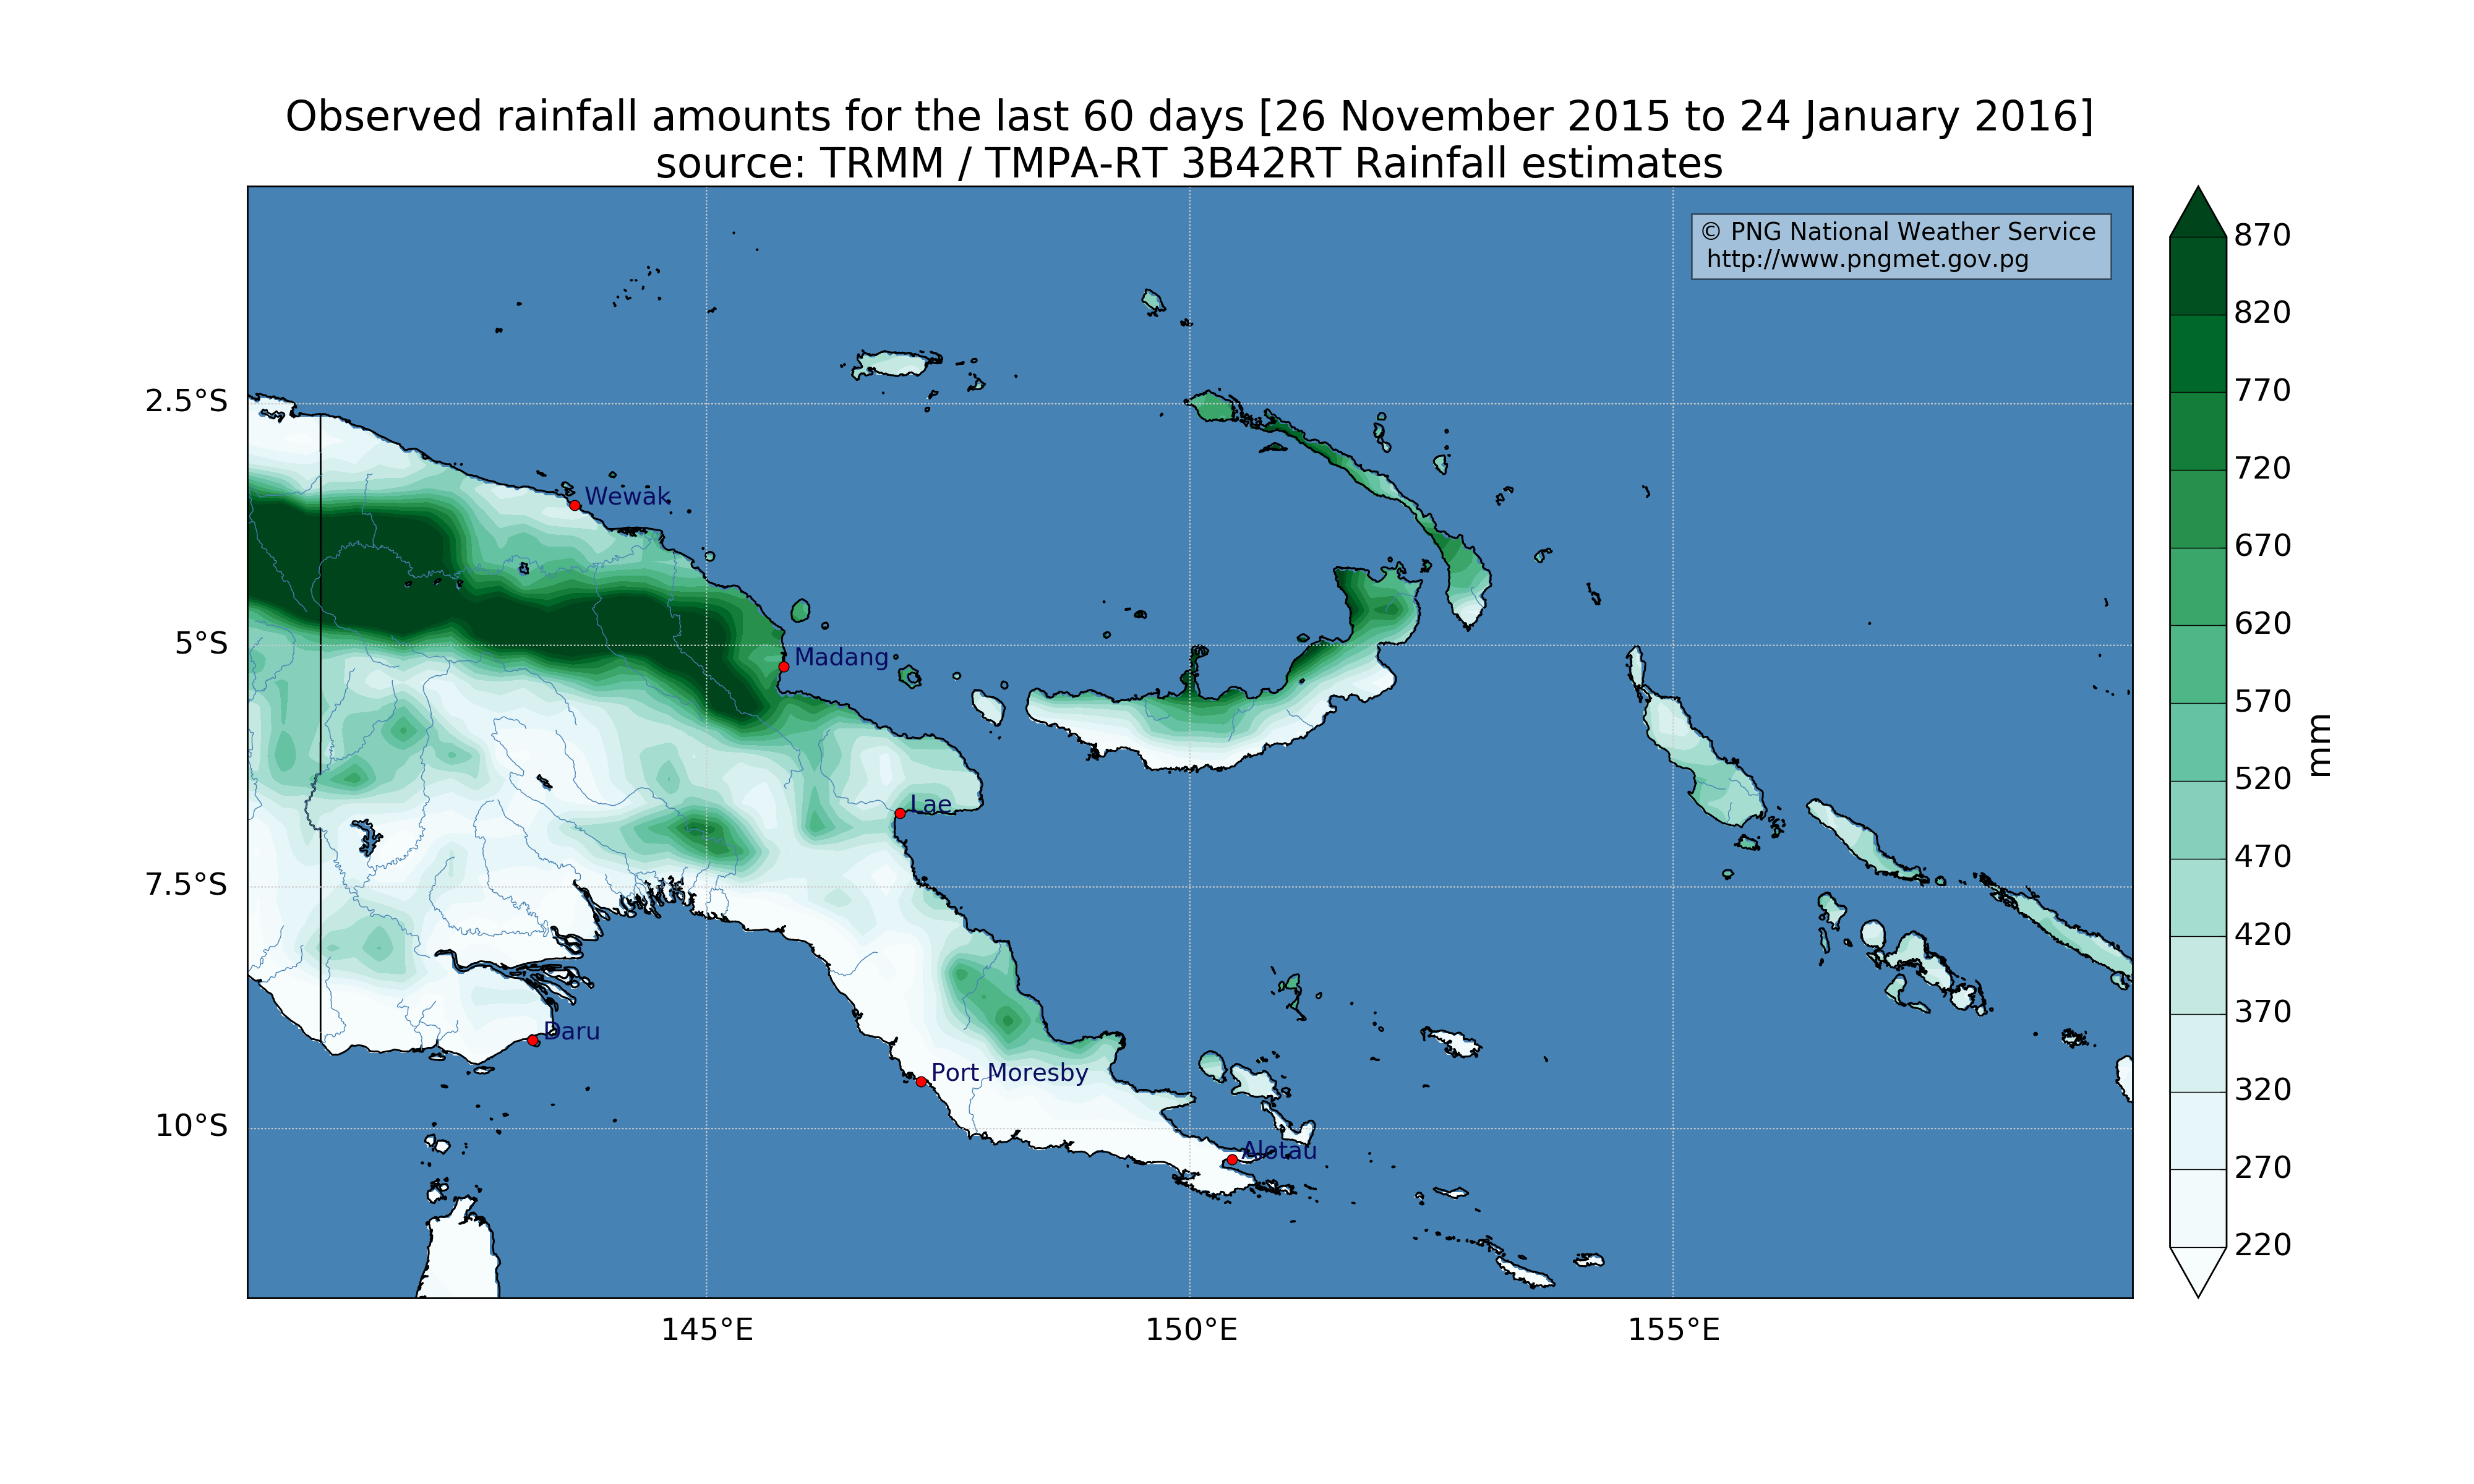 Observed rainfall amounts for the last 60 days [26 November 2015 to 24 January 2016]
source: TRMM / TMPA-RT 3B42RT Rainfall estimates
© PNG National Weather Service
http://www.pngmet.gov.pg
870
820
770
720
670
620
570
520
470
420
370
320
270
220
mm
2.5°S
5°S
7.5°S
10°S
Wewak
Madang
Lae
Daru
Port Moresby
Alotau
145°E
150°E
155°E